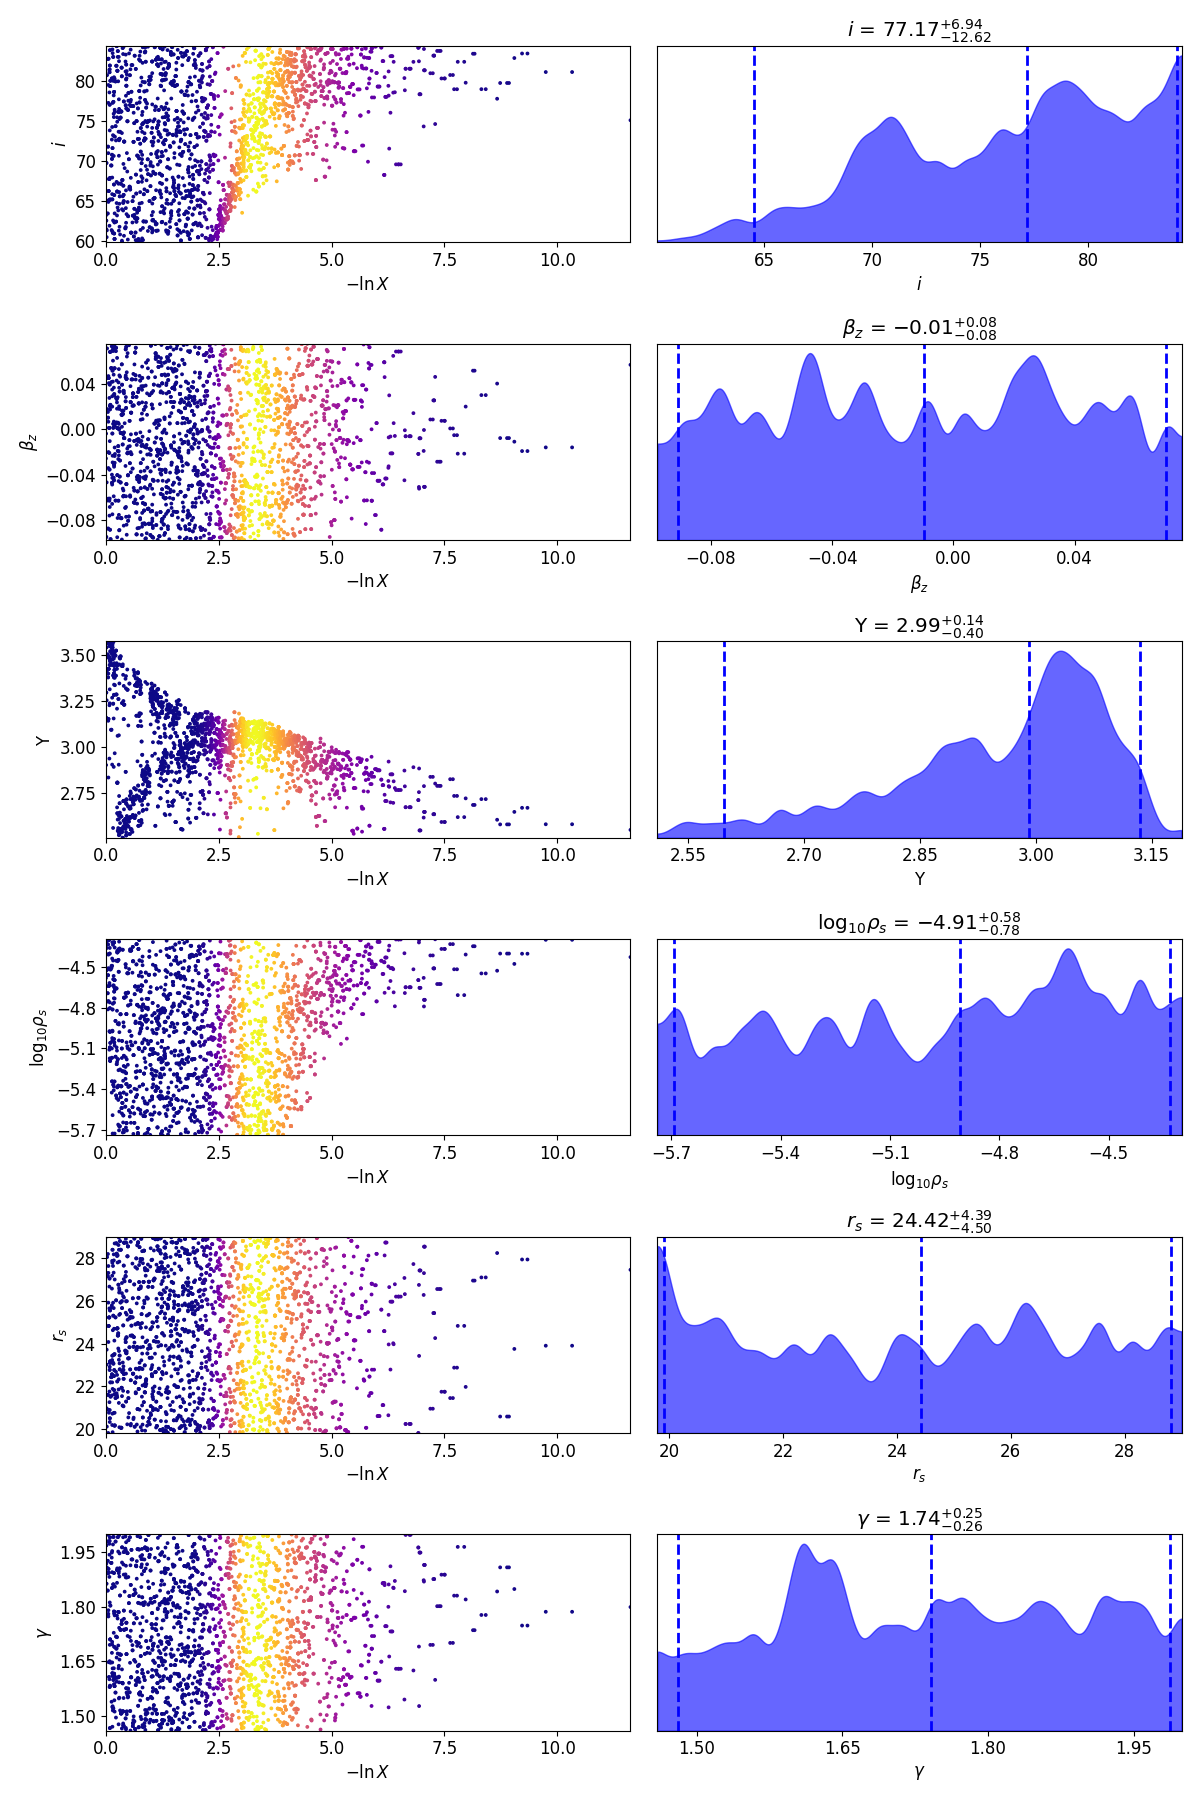 i = 77.17 +6.94 −12.62
80
75
70
65
60
i
0.0 2.5 5.0 7.5 10.0
−ln X
65 70 75 80
i
β_z = −0.01 +0.08 −0.08
0.04
0.00
−0.04
−0.08
β_z
0.0 2.5 5.0 7.5 10.0
−ln X
−0.08 −0.04 0.00 0.04
β_z
Y = 2.99 +0.14 −0.40
3.50
3.25
3.00
2.75
Y
0.0 2.5 5.0 7.5 10.0
−ln X
2.55 2.70 2.85 3.00 3.15
Y
log₁₀ρ_s = −4.91 +0.58 −0.78
−4.5
−4.8
−5.1
−5.4
−5.7
log₁₀ρ_s
0.0 2.5 5.0 7.5 10.0
−ln X
−5.7 −5.4 −5.1 −4.8 −4.5
log₁₀ρ_s
r_s = 24.42 +4.39 −4.50
28
26
24
22
20
r_s
0.0 2.5 5.0 7.5 10.0
−ln X
20 22 24 26 28
r_s
γ = 1.74 +0.25 −0.26
1.95
1.80
1.65
1.50
γ
0.0 2.5 5.0 7.5 10.0
−ln X
1.50 1.65 1.80 1.95
γ